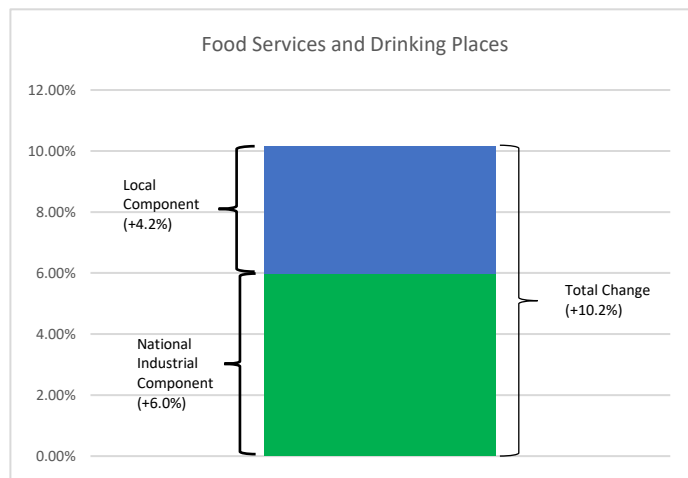 Food Services and Drinking Places
12.00%
10.00%
8.00%
6.00%
4.00%
2.00%
0.00%
Local
Component
(+4.2%)
National
Industrial
Component
(+6.0%)
Total Change
(+10.2%)